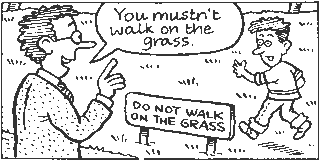 You mustn't
walk on the
grass.
DO NOT WALK
ON THE GRASS